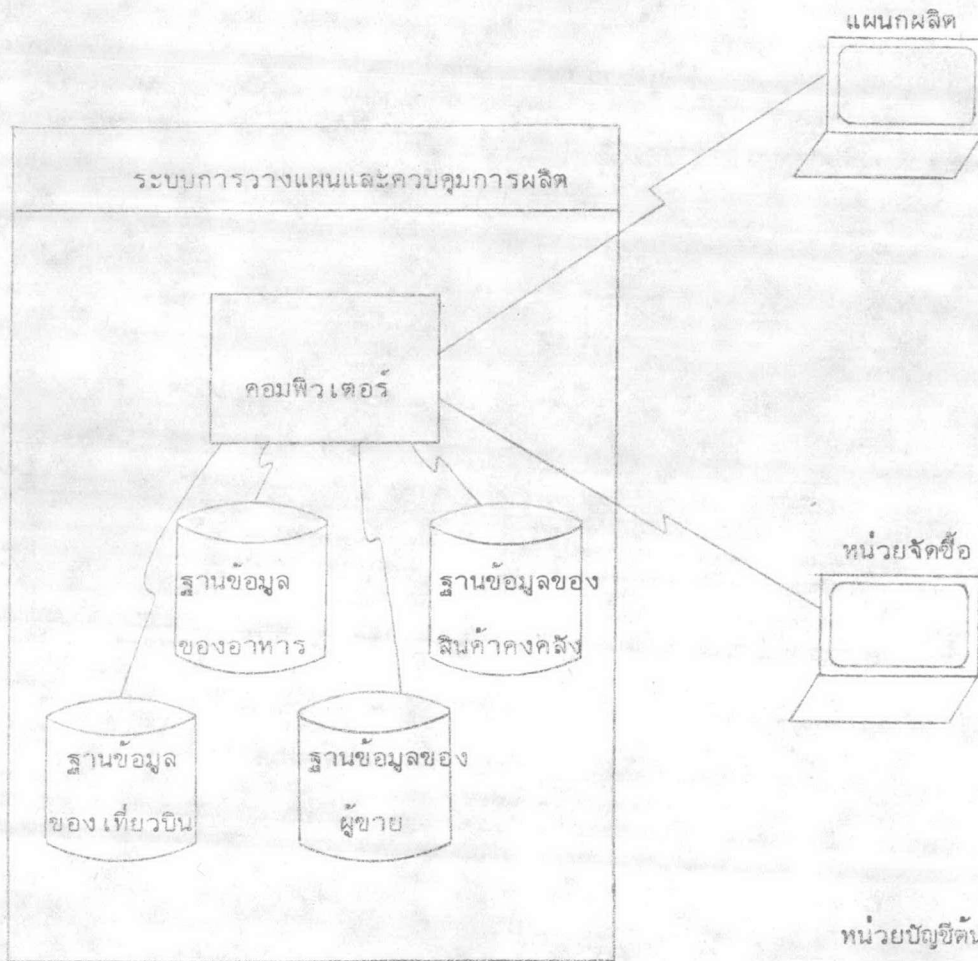 แผนกผลิต
ระบบการวางแผนและควบคุมการผลิต
คอมพิวเตอร์
หน่วยจัดซื้อ
ฐานข้อมูล
ของอาหาร
ฐานข้อมูลของ
สินค้าคงคลัง
ฐานข้อมูล
ของเที่ยวบิน
ฐานข้อมูลของ
ผู้ขาย
หน่วยบัญชีต้น